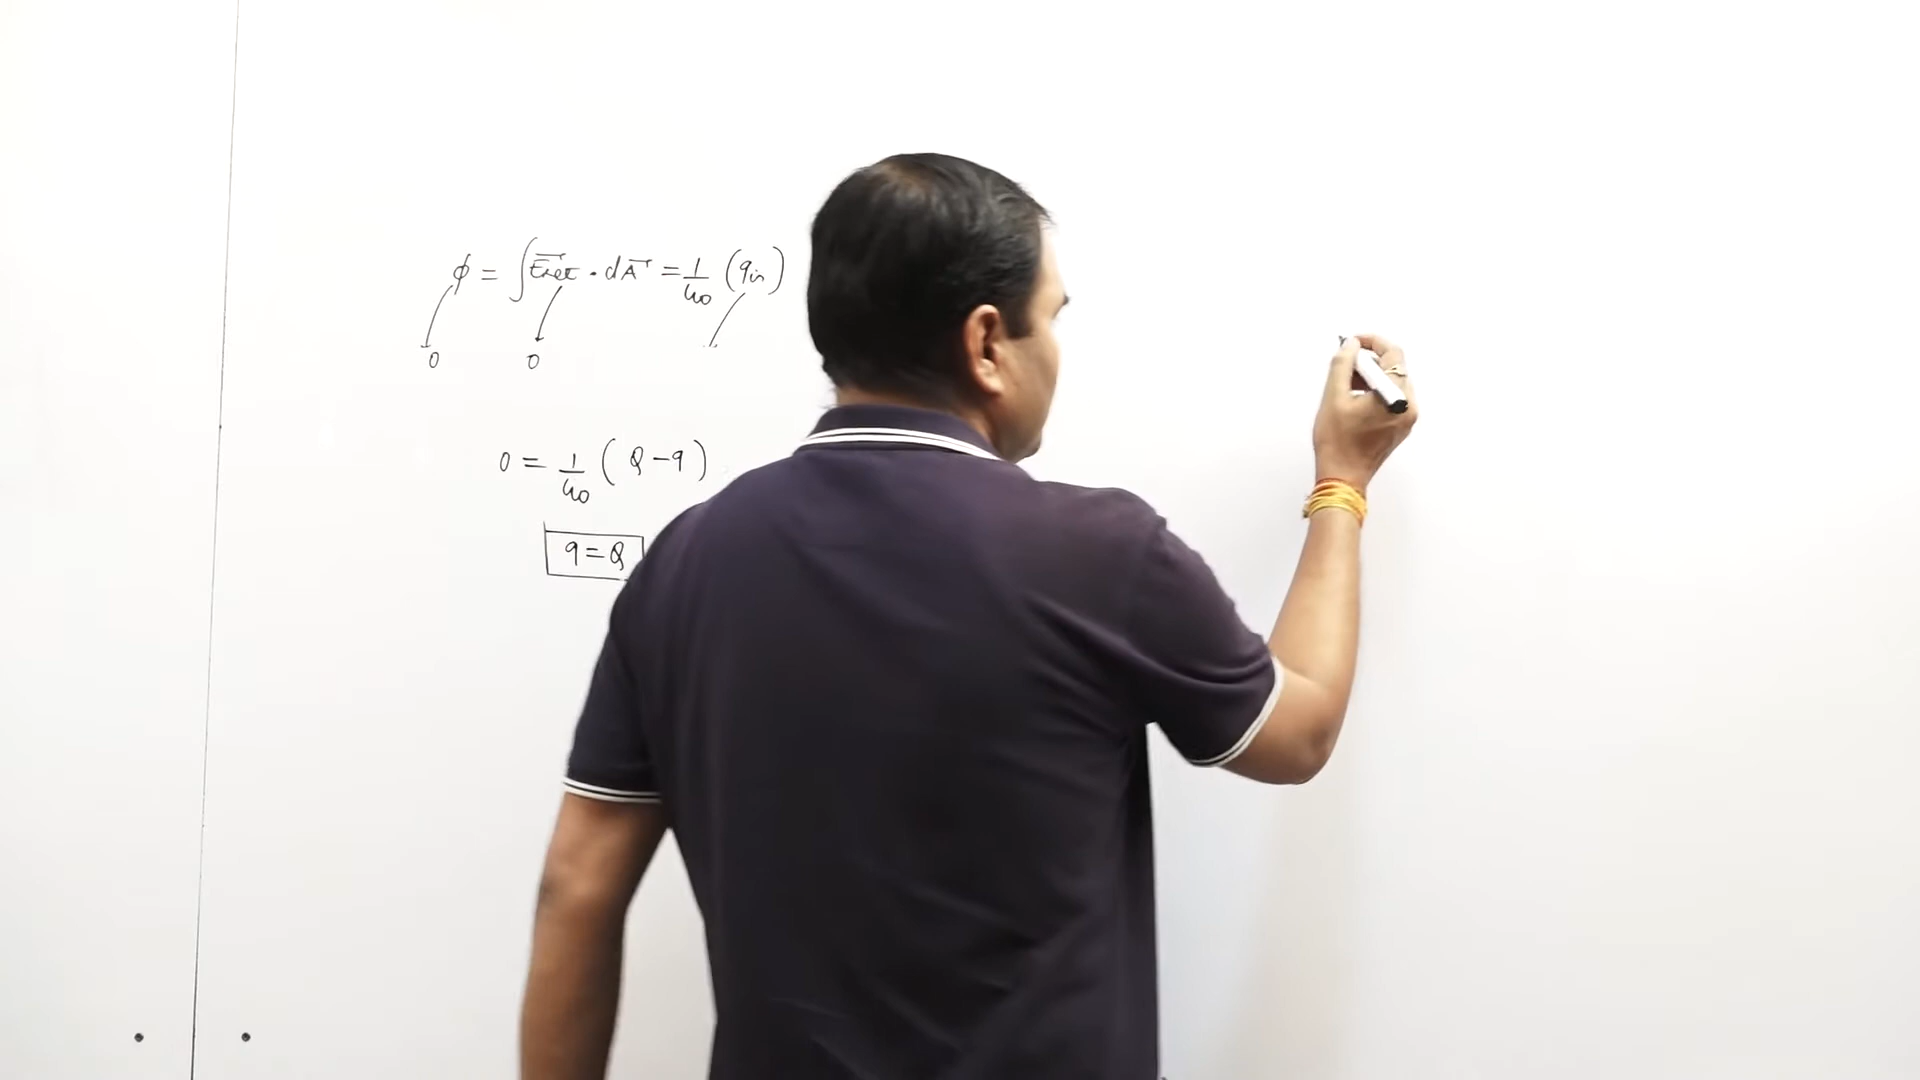 ϕ = ∫E⃗net · dA⃗ = 1/ε₀ (qin)
0 0
0 = 1/ε₀ (Q − q)
q = Q